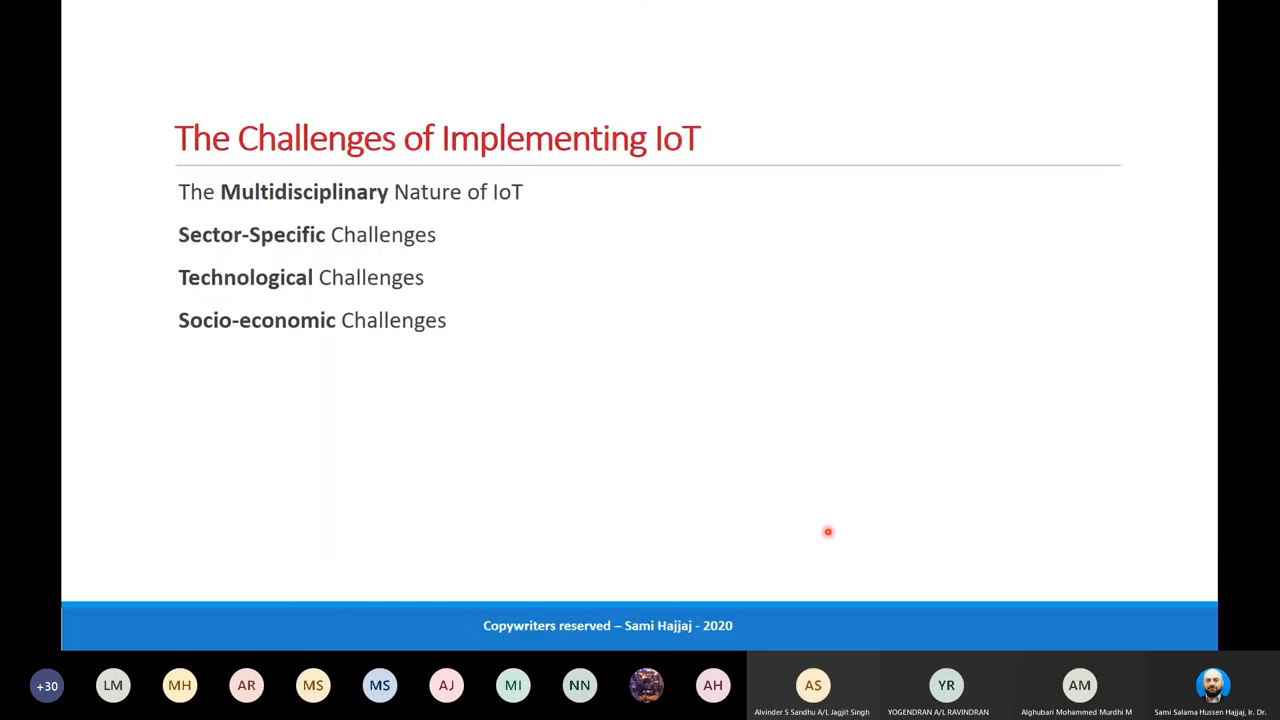 The Challenges of Implementing IoT
The Multidisciplinary Nature of IoT
Sector-Specific Challenges
Technological Challenges
Socio-economic Challenges
Copywriters reserved – Sami Hajjaj - 2020
+30
LM
MH
AR
MS
MS
AJ
MI
NN
AH
AS
YR
AM
Alvinder S Sandhu A/L Jagjit Singh
YOGENDRAN A/L RAVINDRAN
Alghubari Mohammed Murdhi M
Sami Salama Hussen Hajjaj, Ir. Dr.